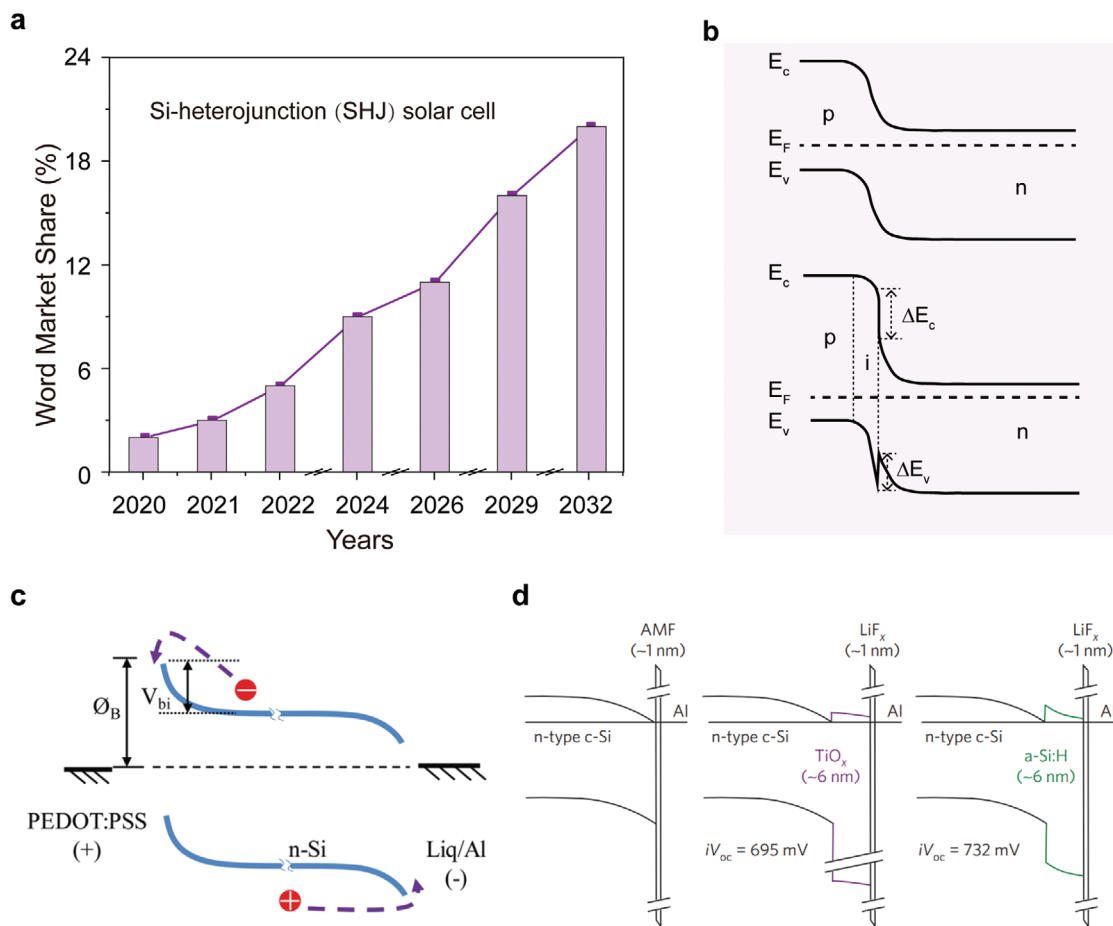 a
24
18
12
6
0
Word Market Share (%)
Si-heterojunction (SHJ) solar cell
2020 2021 2022 2024 2026 2029 2032
Years
b
E_c
p
E_F
E_v
n
E_c
ΔE_c
p
i
E_F
E_v
n
ΔE_v
c
Ø_B
V_bi
PEDOT:PSS
(+)
n-Si
Liq/Al
(-)
d
AMF
(~1 nm)
Al
n-type c-Si
LiF_x
(~1 nm)
Al
n-type c-Si
TiO_x
(~6 nm)
iV_oc = 695 mV
LiF_x
(~1 nm)
n-type c-Si
a-Si:H
(~6 nm)
iV_oc = 732 mV